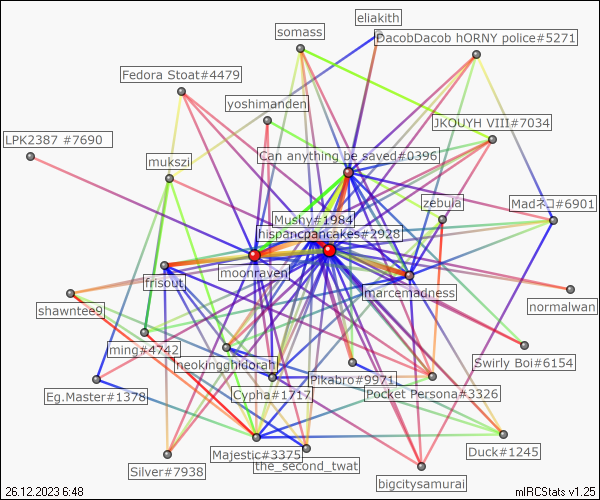 eliakith
somass
DacobDacob hORNY police#5271
Fedora Stoat#4479
yoshimanden
JKOUYH VIII#7034
LPK2387 #7690
mukszi
Can anything be saved#0396
zebula
Madネコ#6901
Mushy#1984
hispancpancakes#2928
moonraven
frisout
marcemadness
shawntee9
normalwan
ming#4742
neokingghidorah
Swirly Boi#6154
Eg.Master#1378
Cypha#1717
Pikabro#9971
Pocket Persona#3326
Majestic#3375
Duck#1245
Silver#7938
the_second_twat
bigcitysamurai
26.12.2023 6:48
mIRCStats v1.25